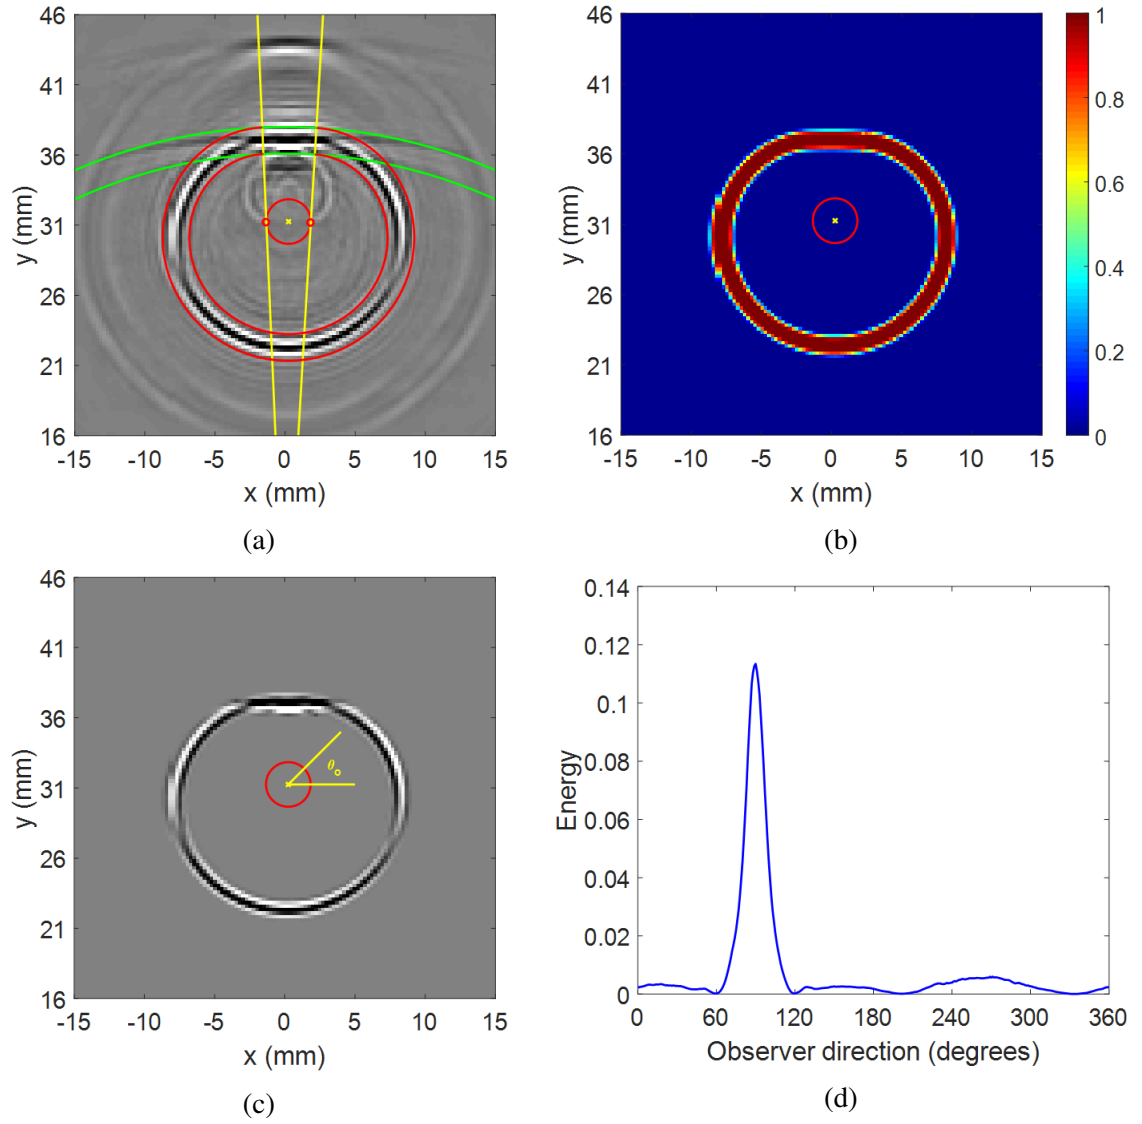 46
41
36
31
26
21
16
y (mm)
-15 -10 -5 0 5 10 15
x (mm)
(a)
46
41
36
31
26
21
16
y (mm)
-15 -10 -5 0 5 10 15
x (mm)
1
0.8
0.6
0.4
0.2
0
(b)
46
41
36
31
26
21
16
y (mm)
θo
-15 -10 -5 0 5 10 15
x (mm)
(c)
0.14
0.12
0.1
0.08
0.06
0.04
0.02
0
Energy
0 60 120 180 240 300 360
Observer direction (degrees)
(d)